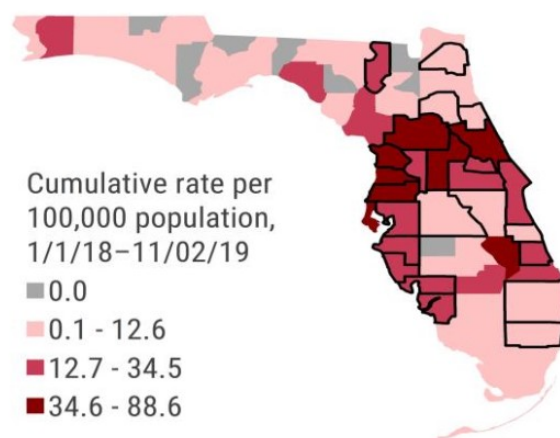 Cumulative rate per
100,000 population,
1/1/18–11/02/19
0.0
0.1 - 12.6
12.7 - 34.5
34.6 - 88.6